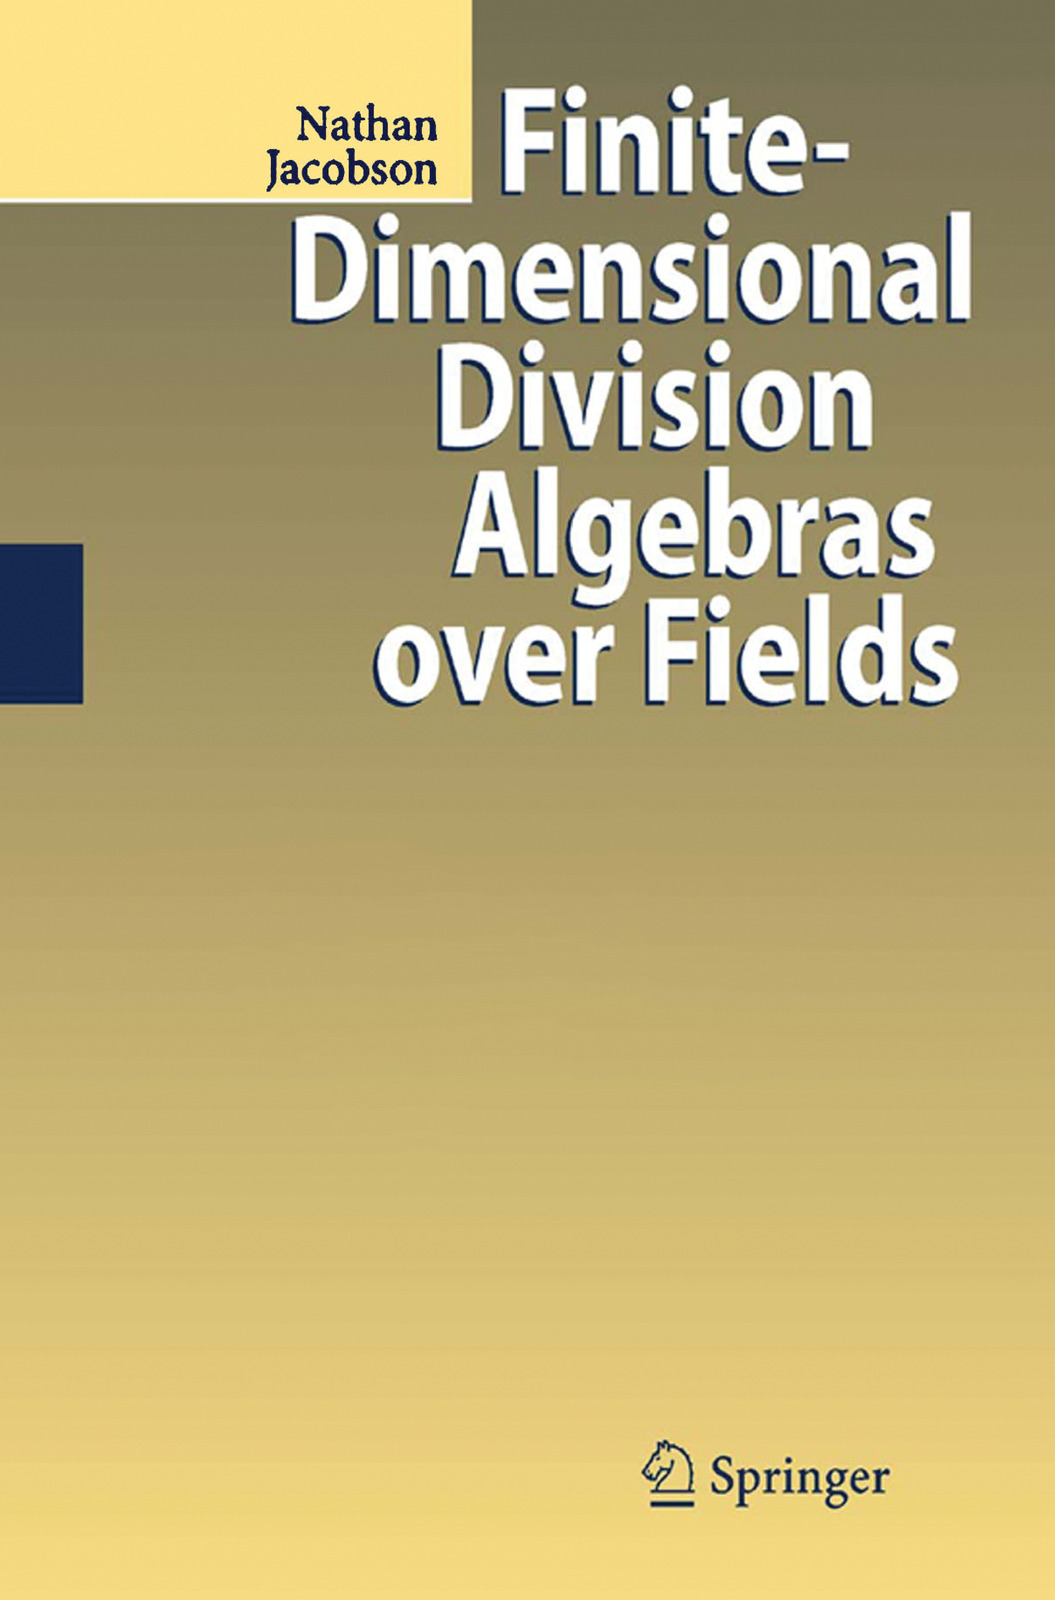 Nathan
Jacobson
Finite-
Dimensional
Division
Algebras
over Fields
Springer